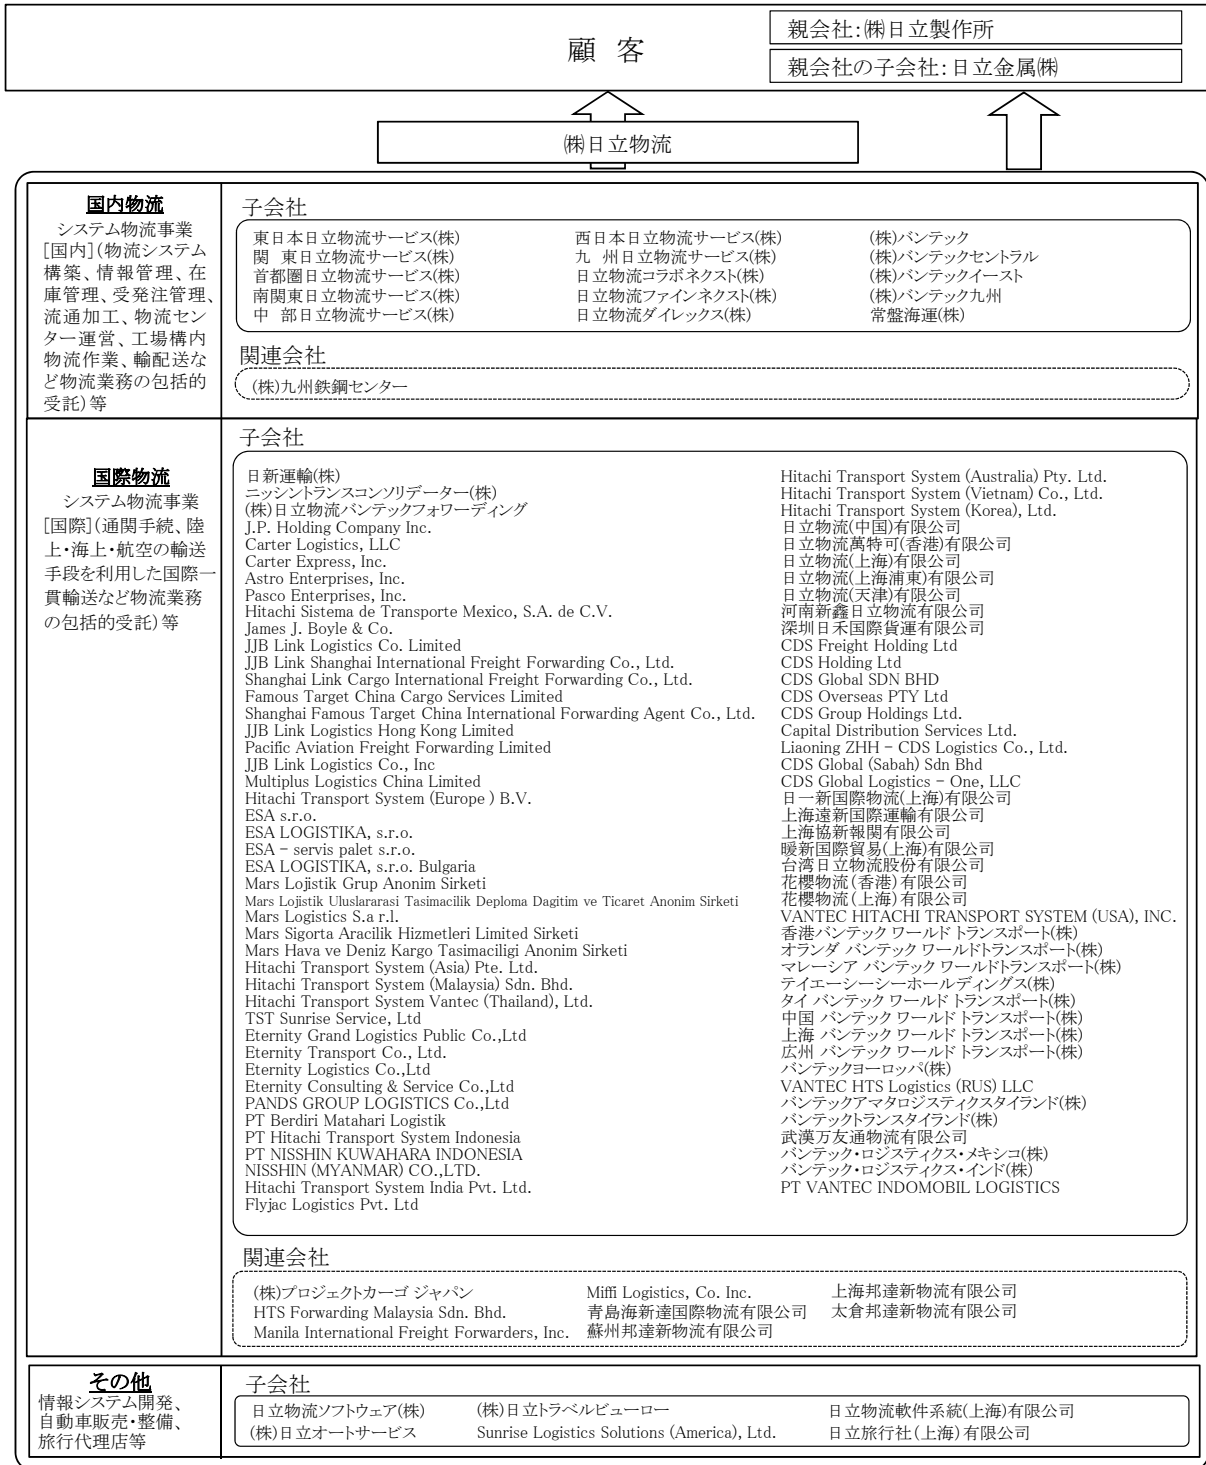 顧 客
親会社:㈱日立製作所
親会社の子会社:日立金属㈱
㈱日立物流
国内物流
システム物流事業
[国内](物流システム
構築、情報管理、在
庫管理、受発注管理、
流通加工、物流セン
ター運営、工場構内
物流作業、輸配送な
ど物流業務の包括的
受託)等
子会社
東日本日立物流サービス(株)
関 東日立物流サービス(株)
首都圏日立物流サービス(株)
南関東日立物流サービス(株)
中 部日立物流サービス(株)
西日本日立物流サービス(株)
九 州日立物流サービス(株)
日立物流コラボネクスト(株)
日立物流ファインネクスト(株)
日立物流ダイレックス(株)
(株)バンテック
(株)バンテックセントラル
(株)バンテックイースト
(株)バンテック九州
常盤海運(株)
関連会社
(株)九州鉄鋼センター
国際物流
システム物流事業
[国際](通関手続、陸
上・海上・航空の輸送
手段を利用した国際一
貫輸送など物流業務
の包括的受託)等
子会社
日新運輸(株)
ニッシントランスコンソリデーター(株)
(株)日立物流バンテックフォワーディング
J.P. Holding Company Inc.
Carter Logistics, LLC
Carter Express, Inc.
Astro Enterprises, Inc.
Pasco Enterprises, Inc.
Hitachi Sistema de Transporte Mexico, S.A. de C.V.
James J. Boyle & Co.
JJB Link Logistics Co. Limited
JJB Link Shanghai International Freight Forwarding Co., Ltd.
Shanghai Link Cargo International Freight Forwarding Co., Ltd.
Famous Target China Cargo Services Limited
Shanghai Famous Target China International Forwarding Agent Co., Ltd.
JJB Link Logistics Hong Kong Limited
Pacific Aviation Freight Forwarding Limited
JJB Link Logistics Co., Inc
Multiplus Logistics China Limited
Hitachi Transport System (Europe ) B.V.
ESA s.r.o.
ESA LOGISTIKA, s.r.o.
ESA - servis palet s.r.o.
ESA LOGISTIKA, s.r.o. Bulgaria
Mars Lojistik Grup Anonim Sirketi
Mars Lojistik Uluslararasi Tasimacilik Deploma Dagitim ve Ticaret Anonim Sirketi
Mars Logistics S.a r.l.
Mars Sigorta Aracilik Hizmetleri Limited Sirketi
Mars Hava ve Deniz Kargo Tasimaciligi Anonim Sirketi
Hitachi Transport System (Asia) Pte. Ltd.
Hitachi Transport System (Malaysia) Sdn. Bhd.
Hitachi Transport System Vantec (Thailand), Ltd.
TST Sunrise Service, Ltd
Eternity Grand Logistics Public Co.,Ltd
Eternity Transport Co., Ltd.
Eternity Logistics Co.,Ltd
Eternity Consulting & Service Co.,Ltd
PANDS GROUP LOGISTICS Co.,Ltd
PT Berdiri Matahari Logistik
PT Hitachi Transport System Indonesia
PT NISSHIN KUWAHARA INDONESIA
NISSHIN (MYANMAR) CO.,LTD.
Hitachi Transport System India Pvt. Ltd.
Flyjac Logistics Pvt. Ltd
Hitachi Transport System (Australia) Pty. Ltd.
Hitachi Transport System (Vietnam) Co., Ltd.
Hitachi Transport System (Korea), Ltd.
日立物流(中国)有限公司
日立物流萬特可(香港)有限公司
日立物流(上海)有限公司
日立物流(上海浦東)有限公司
日立物流(天津)有限公司
河南新鑫日立物流有限公司
深圳日禾国際貨運有限公司
CDS Freight Holding Ltd
CDS Holding Ltd
CDS Global SDN BHD
CDS Overseas PTY Ltd
CDS Group Holdings Ltd.
Capital Distribution Services Ltd.
Liaoning ZHH - CDS Logistics Co., Ltd.
CDS Global (Sabah) Sdn Bhd
CDS Global Logistics - One, LLC
日一新国際物流(上海)有限公司
上海遠新国際運輸有限公司
上海協新報関有限公司
暖新国際貿易(上海)有限公司
台湾日立物流股份有限公司
花櫻物流(香港)有限公司
花櫻物流(上海)有限公司
VANTEC HITACHI TRANSPORT SYSTEM (USA), INC.
香港バンテック ワールド トランスポート(株)
オランダ バンテック ワールドトランスポート(株)
マレーシア バンテック ワールドトランスポート(株)
テイエーシーシーホールディングス(株)
タイ バンテック ワールド トランスポート(株)
中国 バンテック ワールド トランスポート(株)
上海 バンテック ワールド トランスポート(株)
広州 バンテック ワールド トランスポート(株)
バンテックヨーロッパ(株)
VANTEC HTS Logistics (RUS) LLC
バンテックアマタロジスティクスタイランド(株)
バンテックトランスタイランド(株)
武漢万友通物流有限公司
バンテック・ロジスティクス・メキシコ(株)
バンテック・ロジスティクス・インド(株)
PT VANTEC INDOMOBIL LOGISTICS
関連会社
(株)プロジェクトカーゴ ジャパン
HTS Forwarding Malaysia Sdn. Bhd.
Manila International Freight Forwarders, Inc.
Miffi Logistics, Co. Inc.
青島海新達国際物流有限公司
蘇州邦達新物流有限公司
上海邦達新物流有限公司
太倉邦達新物流有限公司
その他
情報システム開発、
自動車販売・整備、
旅行代理店等
子会社
日立物流ソフトウェア(株)
(株)日立オートサービス
(株)日立トラベルビューロー
Sunrise Logistics Solutions (America), Ltd.
日立物流軟件系統(上海)有限公司
日立旅行社(上海)有限公司